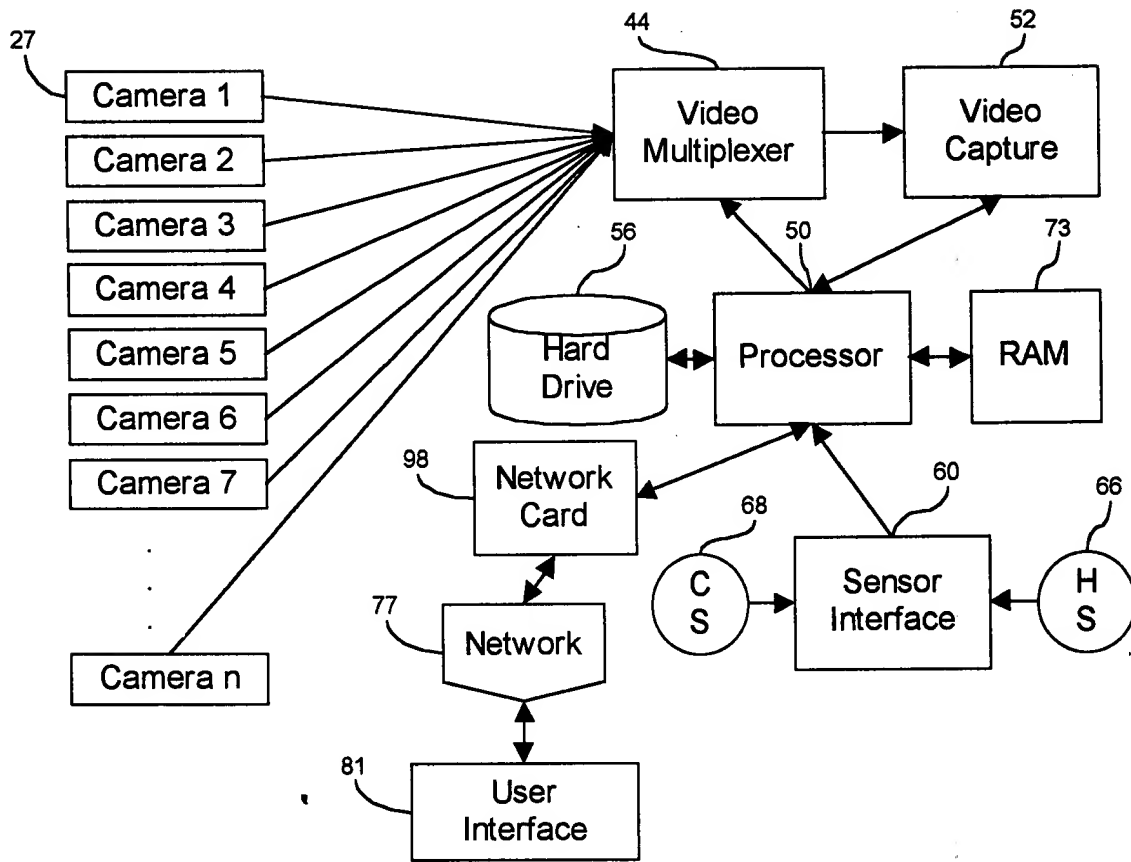 27
44
52
Camera 1
Camera 2
Camera 3
Camera 4
Camera 5
Camera 6
Camera 7
.
.
.
Camera n
Video
Multiplexer
Video
Capture
56
50
73
Hard
Drive
Processor
RAM
98
Network
Card
68
60
66
C
S
Sensor
Interface
H
S
77
Network
81
User
Interface